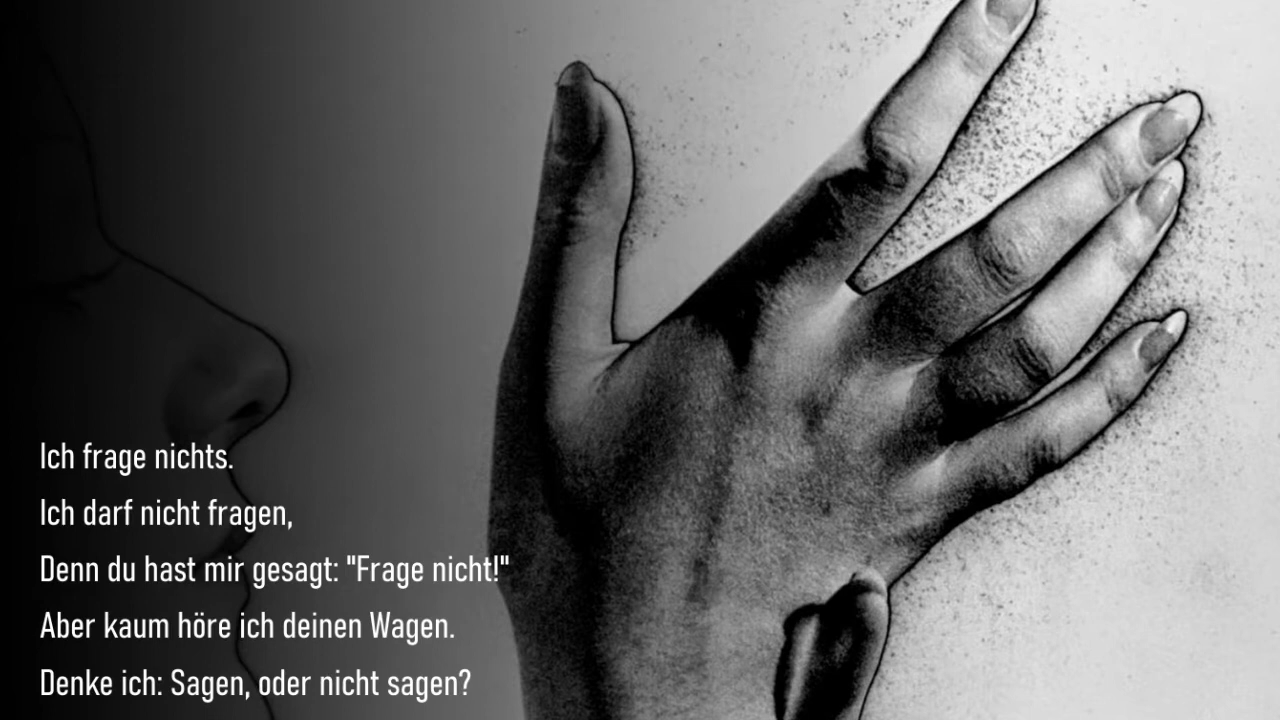 Ich frage nichts.
Ich darf nicht fragen,
Denn du hast mir gesagt: "Frage nicht!"
Aber kaum höre ich deinen Wagen.
Denke ich: Sagen, oder nicht sagen?